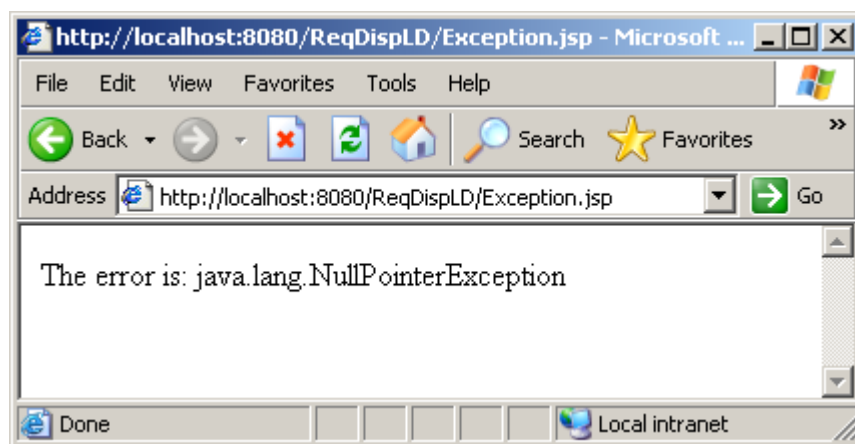 http://localhost:8080/ReqDispLD/Exception.jsp - Microsoft ...
File Edit View Favorites Tools Help
Back Search Favorites »
Address http://localhost:8080/ReqDispLD/Exception.jsp Go
The error is: java.lang.NullPointerException
Done Local intranet